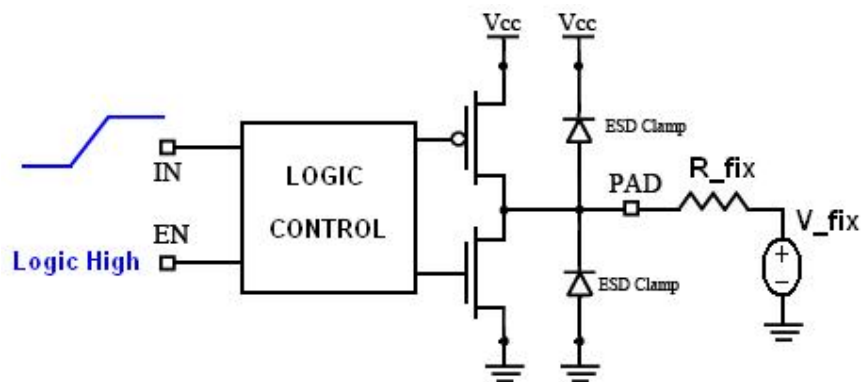 Vcc
Vcc
ESD Clamp
IN
LOGIC
CONTROL
PAD
R_fix
V_fix
EN
Logic High
ESD Clamp
+
−